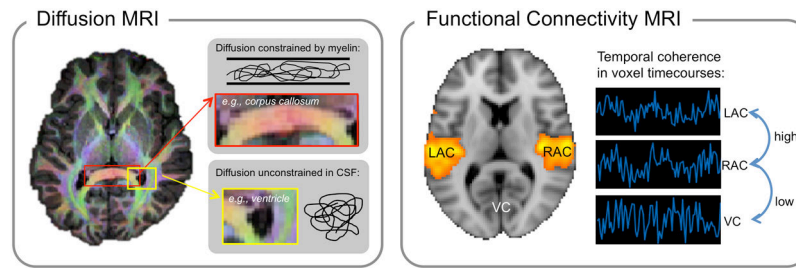 Diffusion MRI
Diffusion constrained by myelin:
e.g., corpus callosum
Diffusion unconstrained in CSF:
e.g., ventricle
Functional Connectivity MRI
Temporal coherence
in voxel timecourses:
LAC
RAC
VC
LAC
high
RAC
low
VC